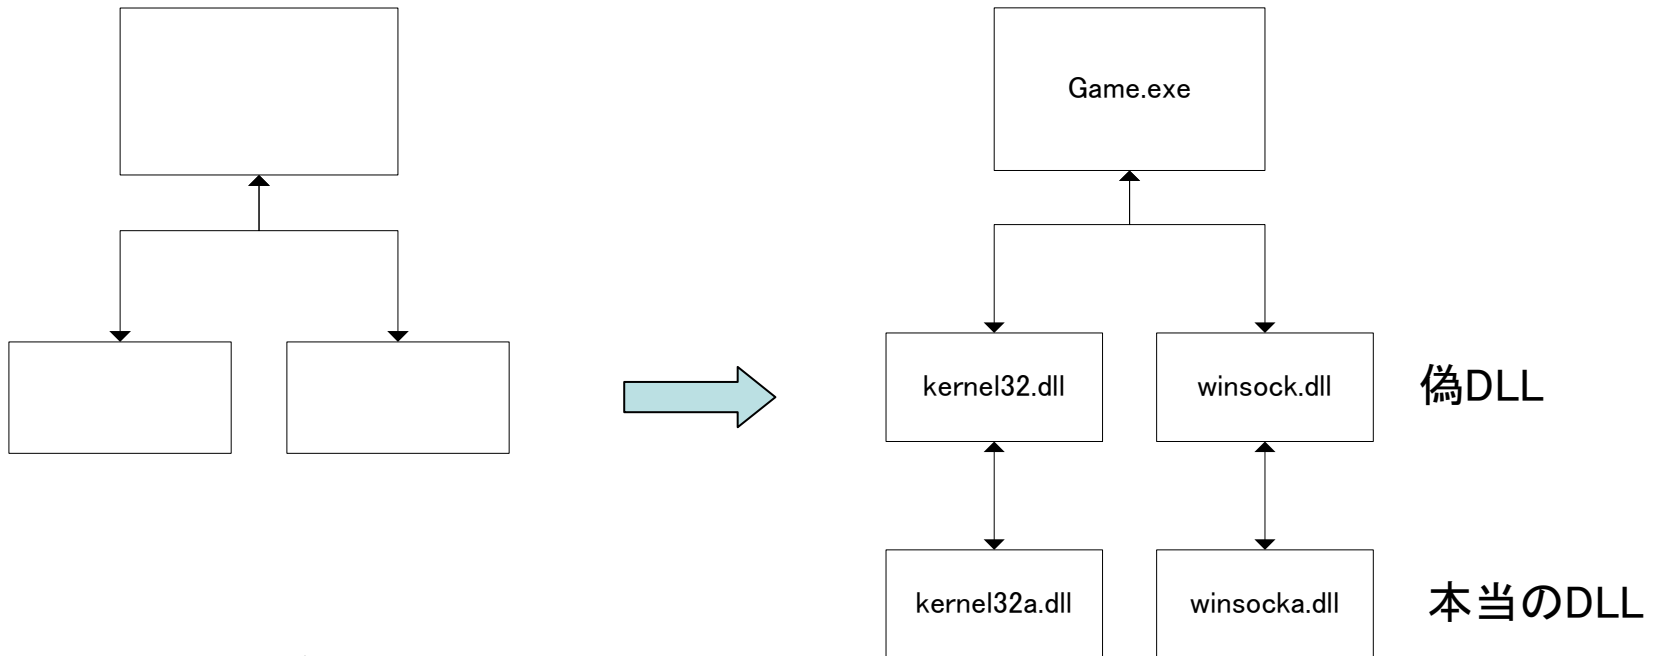 Game.exe
kernel32.dll
winsock.dll
偽DLL
kernel32a.dll
winsocka.dll
本当のDLL